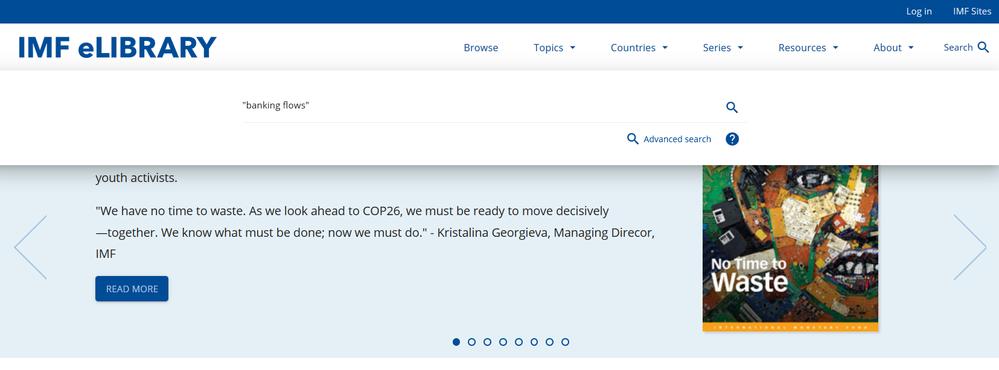 Log in IMF Sites
IMF eLIBRARY
Browse Topics Countries Series Resources About Search
"banking flows"
Advanced search ?
youth activists.
"We have no time to waste. As we look ahead to COP26, we must be ready to move decisively
—together. We know what must be done; now we must do." - Kristalina Georgieva, Managing Direcor,
IMF
READ MORE
No Time to
Waste
INTERNATIONAL MONETARY FUND